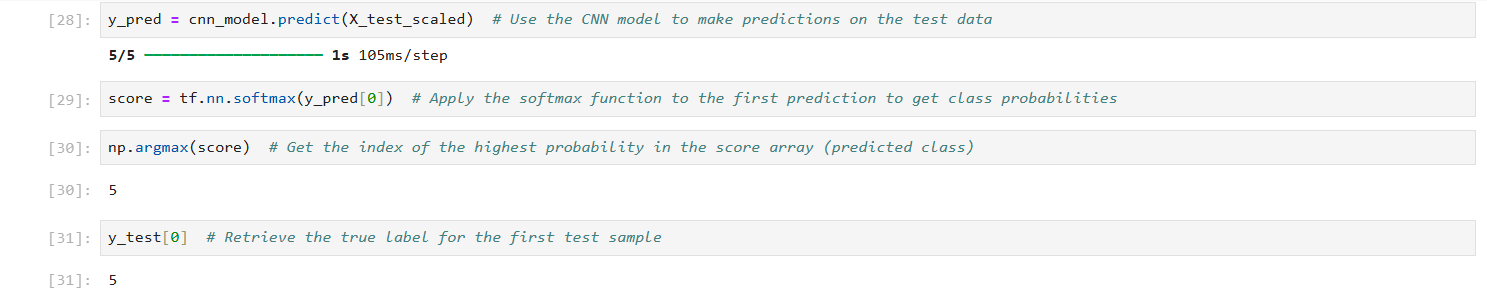 [28]: y_pred = cnn_model.predict(X_test_scaled)  # Use the CNN model to make predictions on the test data
5/5 ━━━━━━━━━━━━━━━━━━━━ 1s 105ms/step
[29]: score = tf.nn.softmax(y_pred[0])  # Apply the softmax function to the first prediction to get class probabilities
[30]: np.argmax(score)  # Get the index of the highest probability in the score array (predicted class)
[30]: 5
[31]: y_test[0]  # Retrieve the true label for the first test sample
[31]: 5